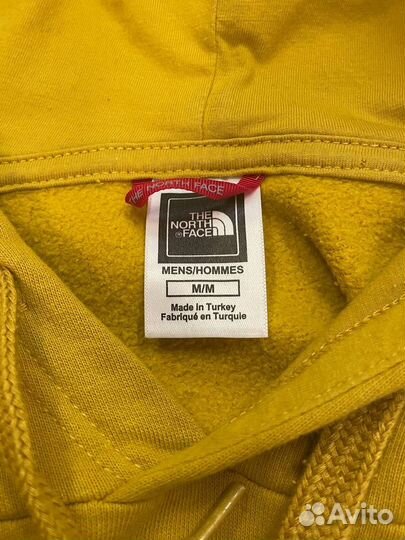 THE NORTH FACE
THE
NORTH
FACE
MENS/HOMMES
M/M
Made in Turkey
Fabriqué en Turquie
Avito